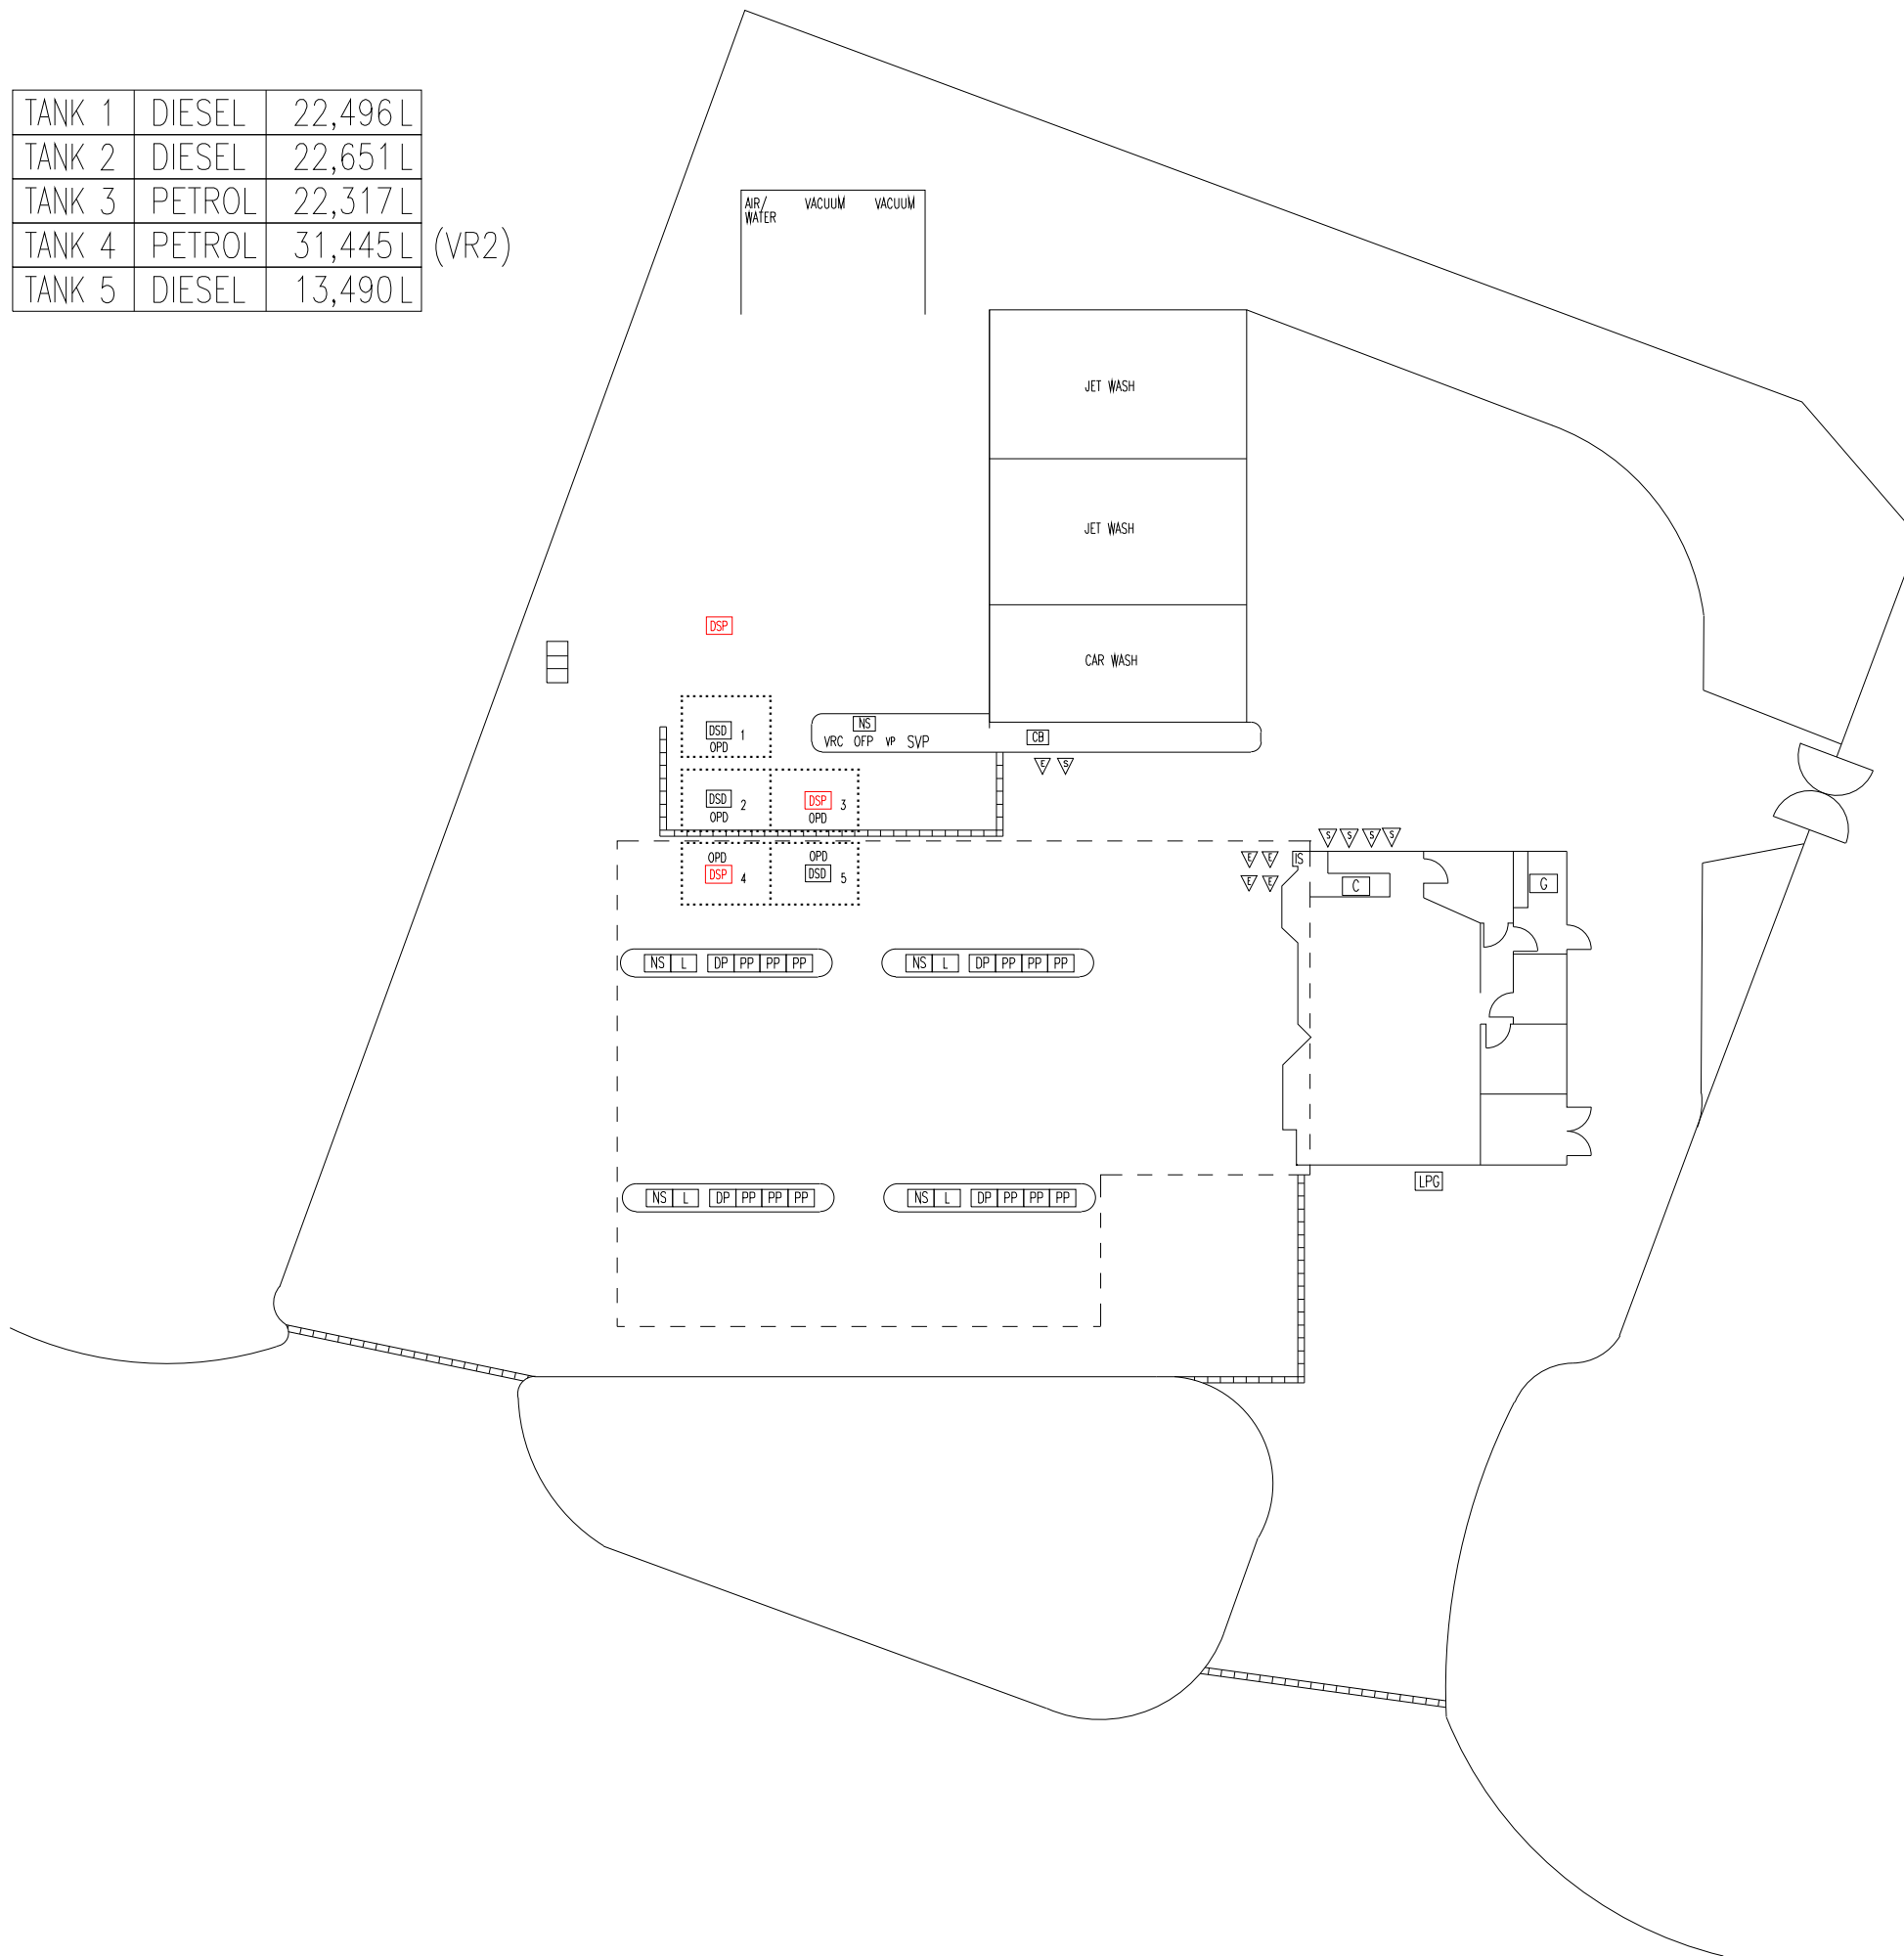 TANK 1 DIESEL 22,496 L
TANK 2 DIESEL 22,651 L
TANK 3 PETROL 22,317 L
TANK 4 PETROL 31,445 L (VR2)
TANK 5 DIESEL 13,490 L
AIR/ VACUUM VACUUM
WATER
JET WASH
JET WASH
DSP
CAR WASH
DSD 1
OPD
NS
VRC OFP VP SVP
CB
E S
DSD 2
OPD
DSP 3
OPD
S S S S
OPD
DSP 4
OPD
DSD 5
E E
E E
IS
C
G
NS L DP PP PP PP
NS L DP PP PP PP
LPG
NS L DP PP PP PP
NS L DP PP PP PP